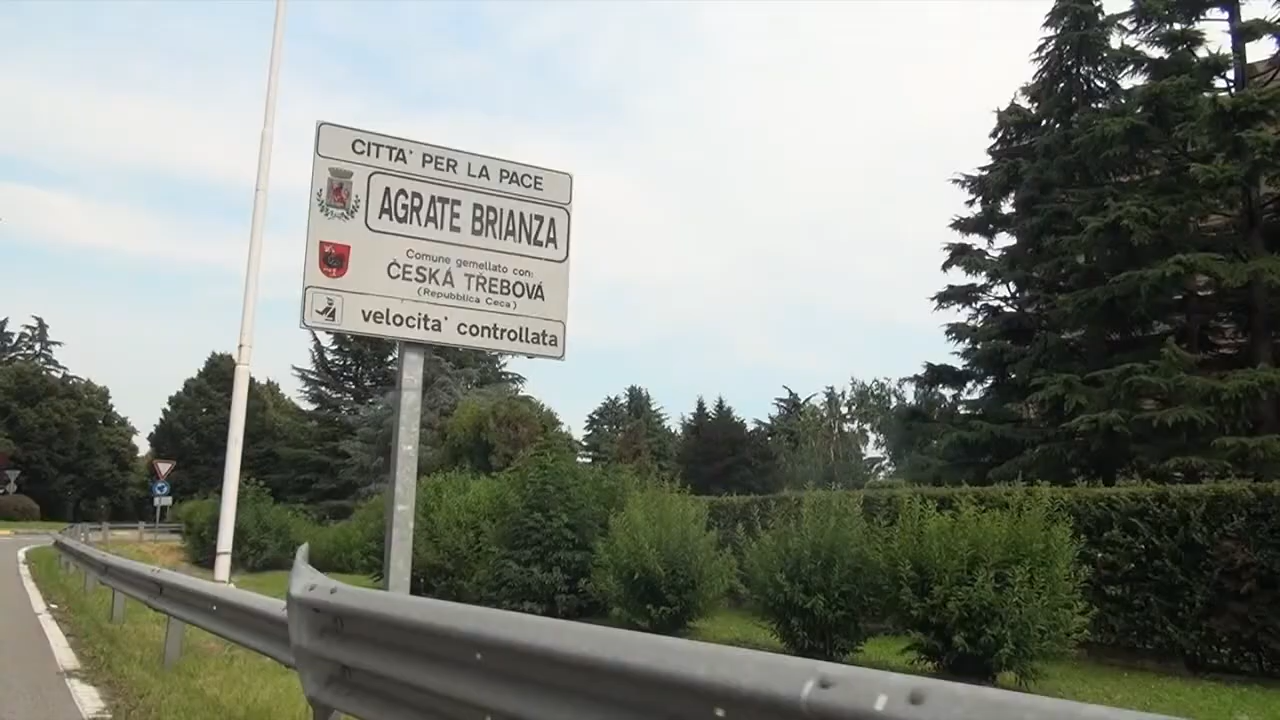 CITTA' PER LA PACE
AGRATE BRIANZA
Comune gemellato con:
ČESKÁ TŘEBOVÁ
(Repubblica Ceca)
velocita' controllata